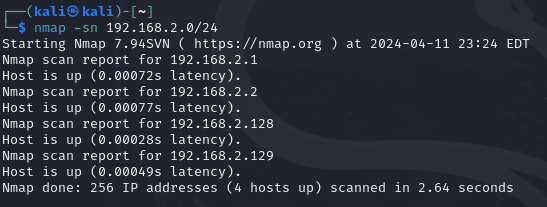 ┌──(kali㉿kali)-[~]
└─$ nmap -sn 192.168.2.0/24
Starting Nmap 7.94SVN ( https://nmap.org ) at 2024-04-11 23:24 EDT
Nmap scan report for 192.168.2.1
Host is up (0.00072s latency).
Nmap scan report for 192.168.2.2
Host is up (0.00077s latency).
Nmap scan report for 192.168.2.128
Host is up (0.00028s latency).
Nmap scan report for 192.168.2.129
Host is up (0.00049s latency).
Nmap done: 256 IP addresses (4 hosts up) scanned in 2.64 seconds